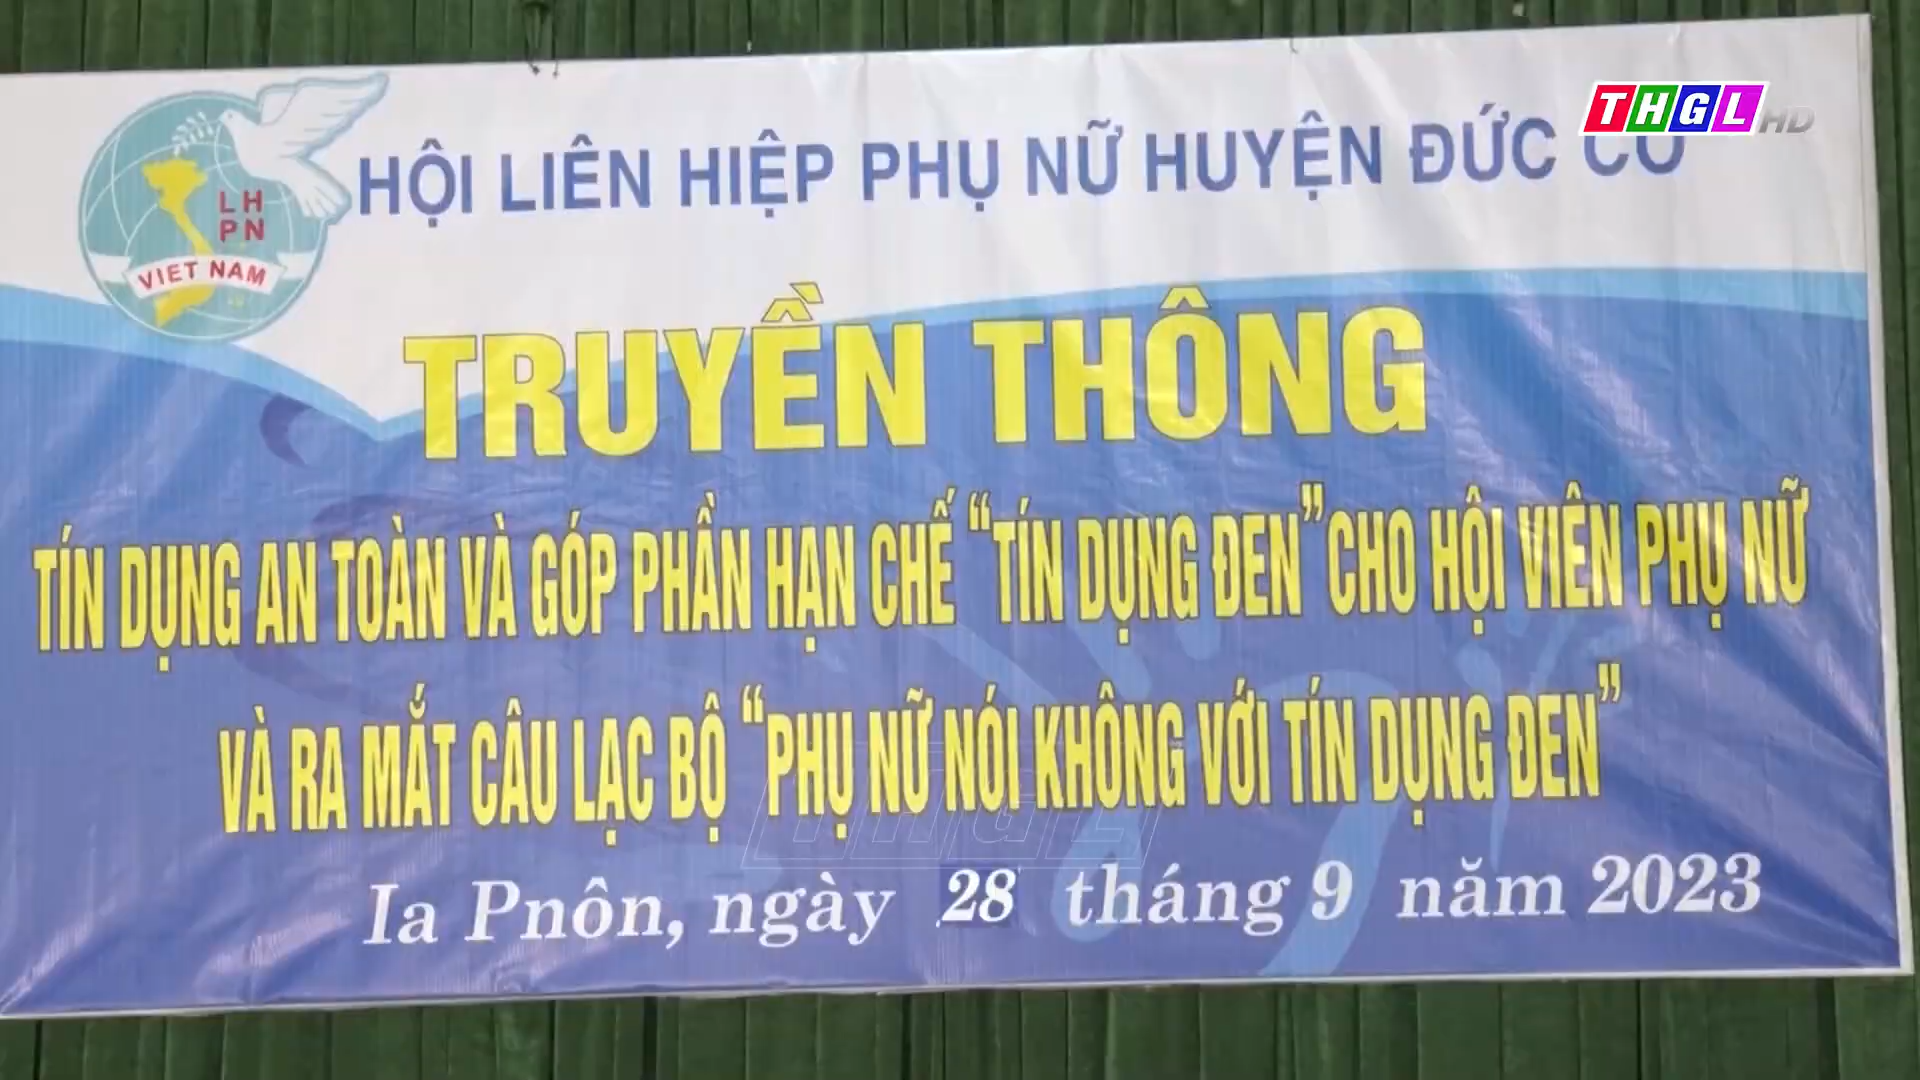 THGL HD
LH
PN
VIET NAM
HỘI LIÊN HIỆP PHỤ NỮ HUYỆN ĐỨC CƠ
TRUYỀN THÔNG
TÍN DỤNG AN TOÀN VÀ GÓP PHẦN HẠN CHẾ “TÍN DỤNG ĐEN” CHO HỘI VIÊN PHỤ NỮ
VÀ RA MẮT CÂU LẠC BỘ “PHỤ NỮ NÓI KHÔNG VỚI TÍN DỤNG ĐEN”
THGL
Ia Pnôn, ngày 28 tháng 9 năm 2023